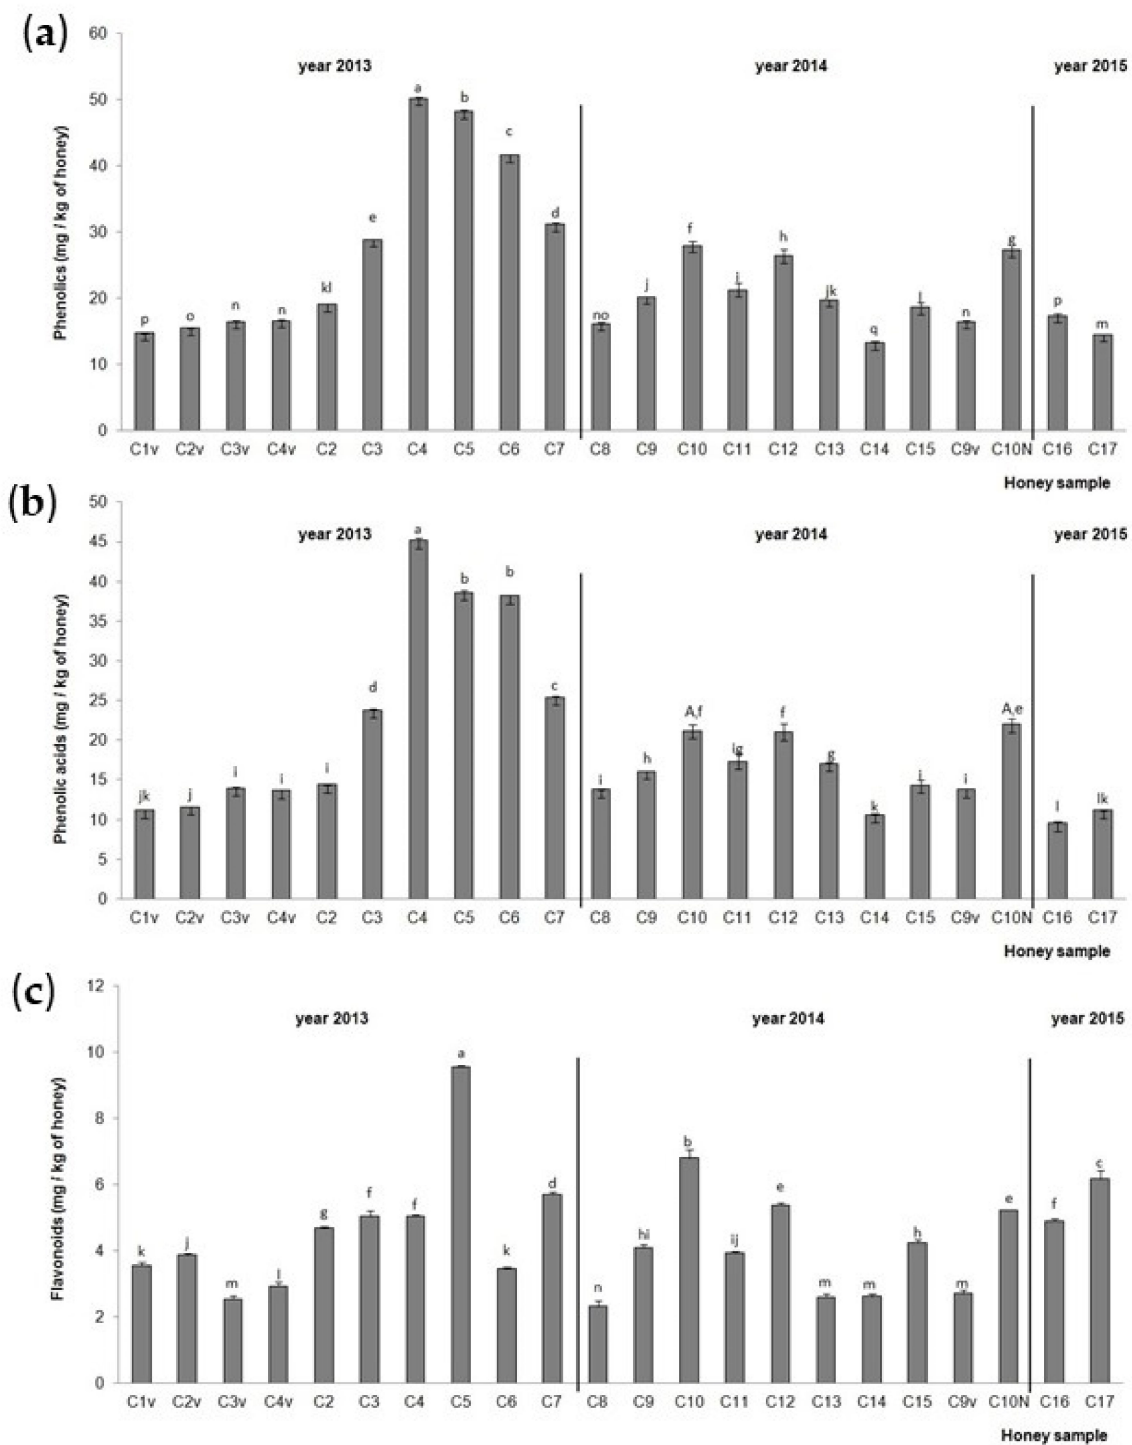 (a)
Phenolics (mg / kg of honey)
60
50
40
30
20
10
0
year 2013 year 2014 year 2015
p o n n kl e a b c d no j f i h jk q l n g p m
C1v C2v C3v C4v C2 C3 C4 C5 C6 C7 C8 C9 C10 C11 C12 C13 C14 C15 C9v C10N C16 C17
Honey sample
(b)
Phenolic acids (mg / kg of honey)
50
45
40
35
30
25
20
15
10
5
0
year 2013 year 2014 year 2015
jk j i i i d a b b c i h A,f ig f g k i i A,e l lk
C1v C2v C3v C4v C2 C3 C4 C5 C6 C7 C8 C9 C10 C11 C12 C13 C14 C15 C9v C10N C16 C17
Honey sample
(c)
Flavonoids (mg / kg of honey)
12
10
8
6
4
2
0
year 2013 year 2014 year 2015
k j m l g f f a k d n hi b ij e m m h m e f c
C1v C2v C3v C4v C2 C3 C4 C5 C6 C7 C8 C9 C10 C11 C12 C13 C14 C15 C9v C10N C16 C17
Honey sample